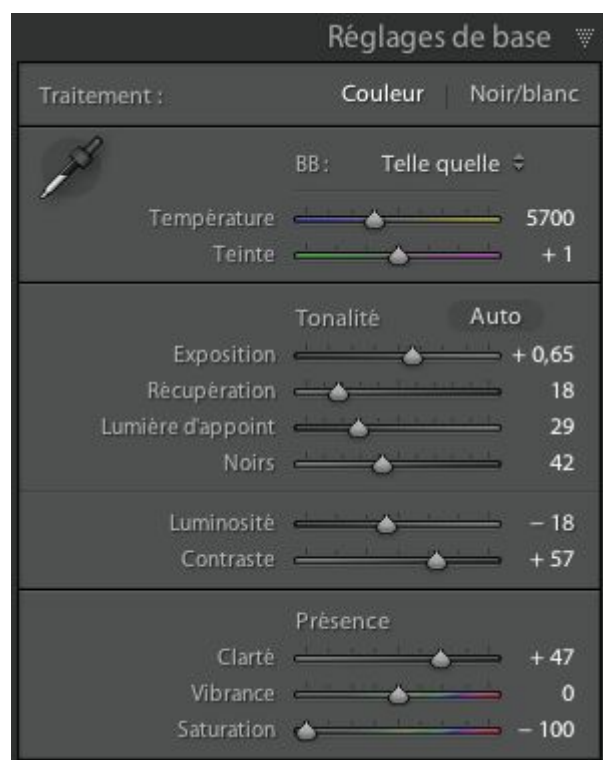 Réglages de base
Traitement : Couleur | Noir/blanc
BB : Telle quelle
Température 5700
Teinte + 1
Tonalité Auto
Exposition + 0,65
Récupération 18
Lumière d'appoint 29
Noirs 42
Luminosité − 18
Contraste + 57
Présence
Clarté + 47
Vibrance 0
Saturation − 100